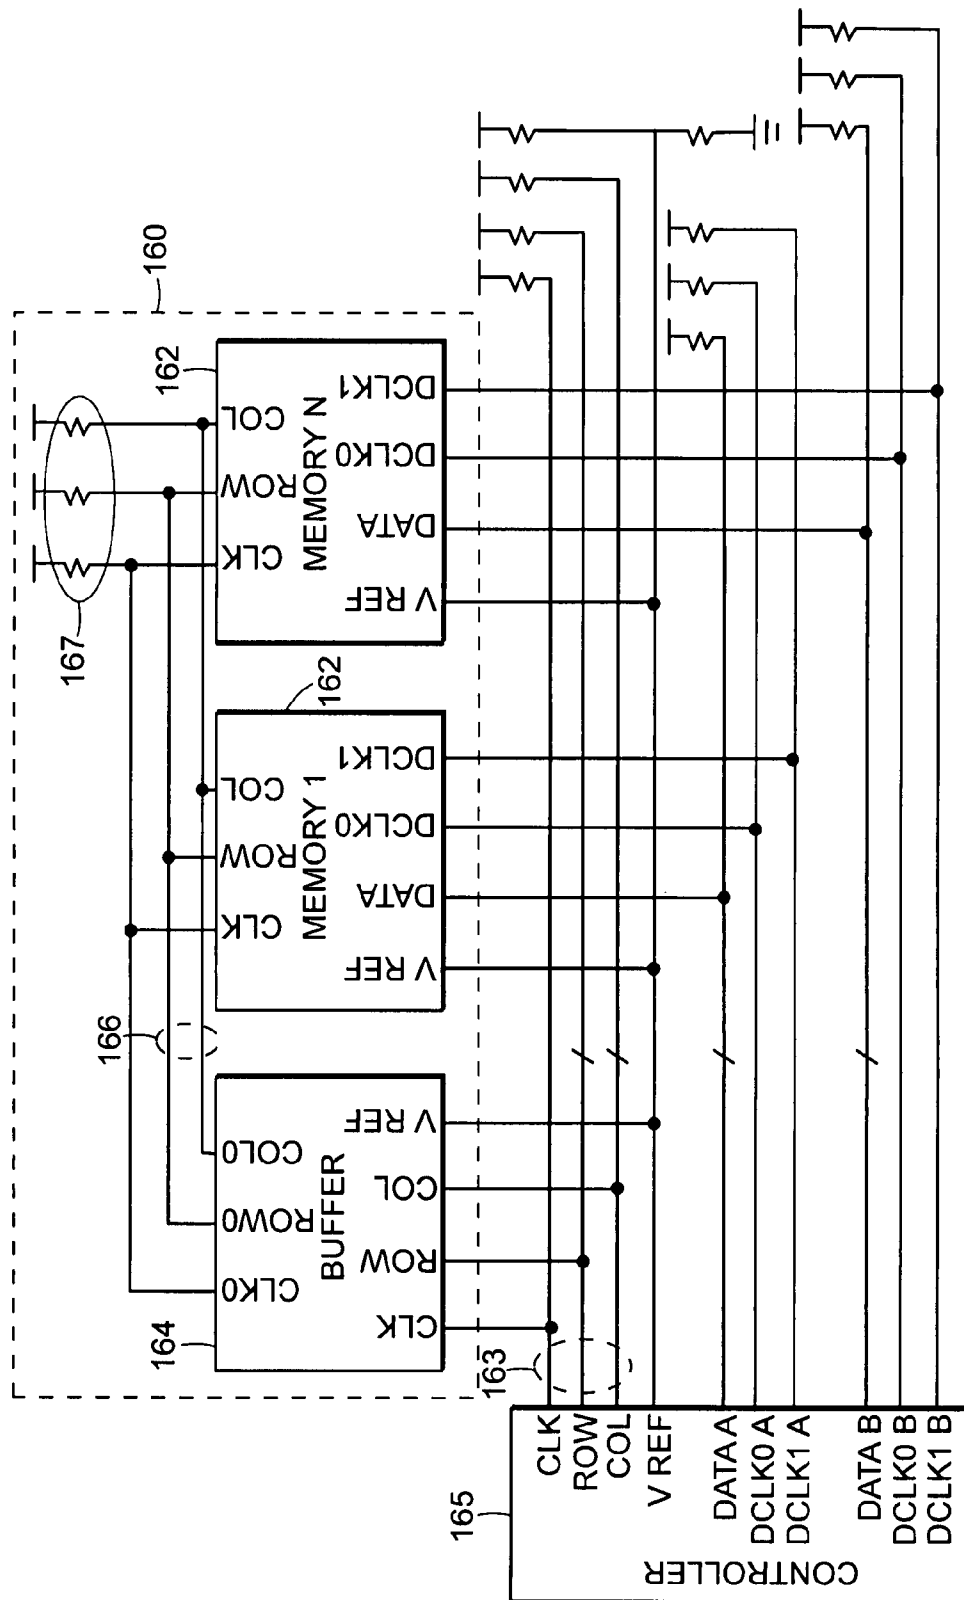 160
162
167
COL
ROW
CLK
MEMORY N
DCLK1
DCLK0
DATA
V REF
162
COL
ROW
CLK
MEMORY 1
DCLK1
DCLK0
DATA
V REF
166
164
COL0
ROW0
CLK0
BUFFER
V REF
COL
ROW
CLK
163
165
CONTROLLER
CLK
ROW
COL
V REF
DATA A
DCLK0 A
DCLK1 A
DATA B
DCLK0 B
DCLK1 B